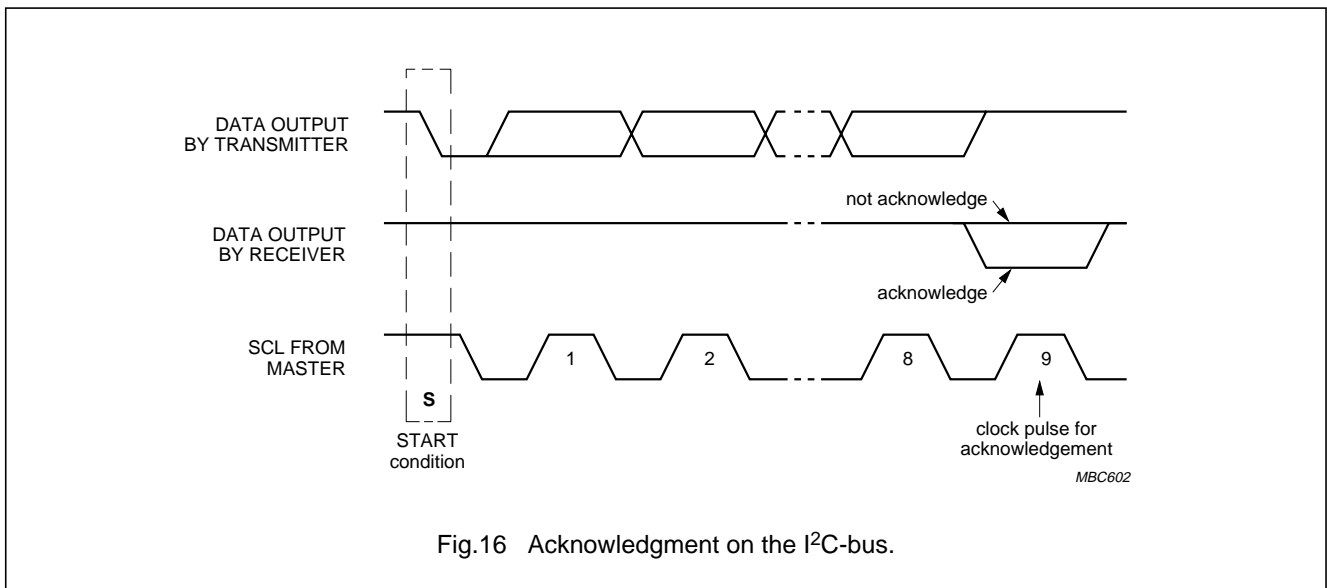 DATA OUTPUT
BY TRANSMITTER
not acknowledge
DATA OUTPUT
BY RECEIVER
acknowledge
SCL FROM
MASTER
1
2
8
9
S
START
condition
clock pulse for
acknowledgement
MBC602
Fig.16 Acknowledgment on the I²C-bus.